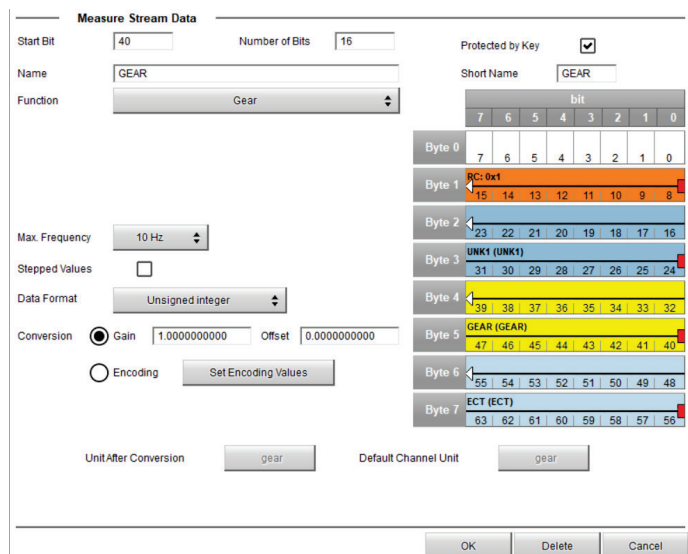 Measure Stream Data
Start Bit 40 Number of Bits 16 Protected by Key
Name GEAR Short Name GEAR
Function Gear
bit
7 6 5 4 3 2 1 0
Byte 0 7 6 5 4 3 2 1 0
RC: 0x1
Byte 1 15 14 13 12 11 10 9 8
Byte 2 23 22 21 20 19 18 17 16
Max. Frequency 10 Hz
UNK1 (UNK1)
Byte 3 31 30 29 28 27 26 25 24
Stepped Values
Data Format Unsigned integer
Byte 4 39 38 37 36 35 34 33 32
GEAR (GEAR)
Conversion Gain 1.0000000000 Offset 0.0000000000
Byte 5 47 46 45 44 43 42 41 40
Encoding Set Encoding Values
Byte 6 55 54 53 52 51 50 49 48
ECT (ECT)
Byte 7 63 62 61 60 59 58 57 56
Unit After Conversion gear Default Channel Unit gear
OK Delete Cancel